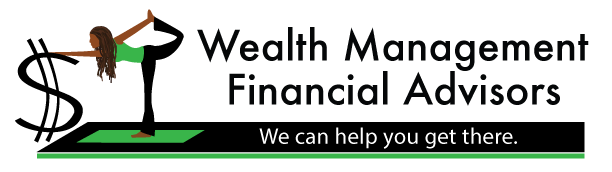 $
Wealth Management
Financial Advisors
We can help you get there.